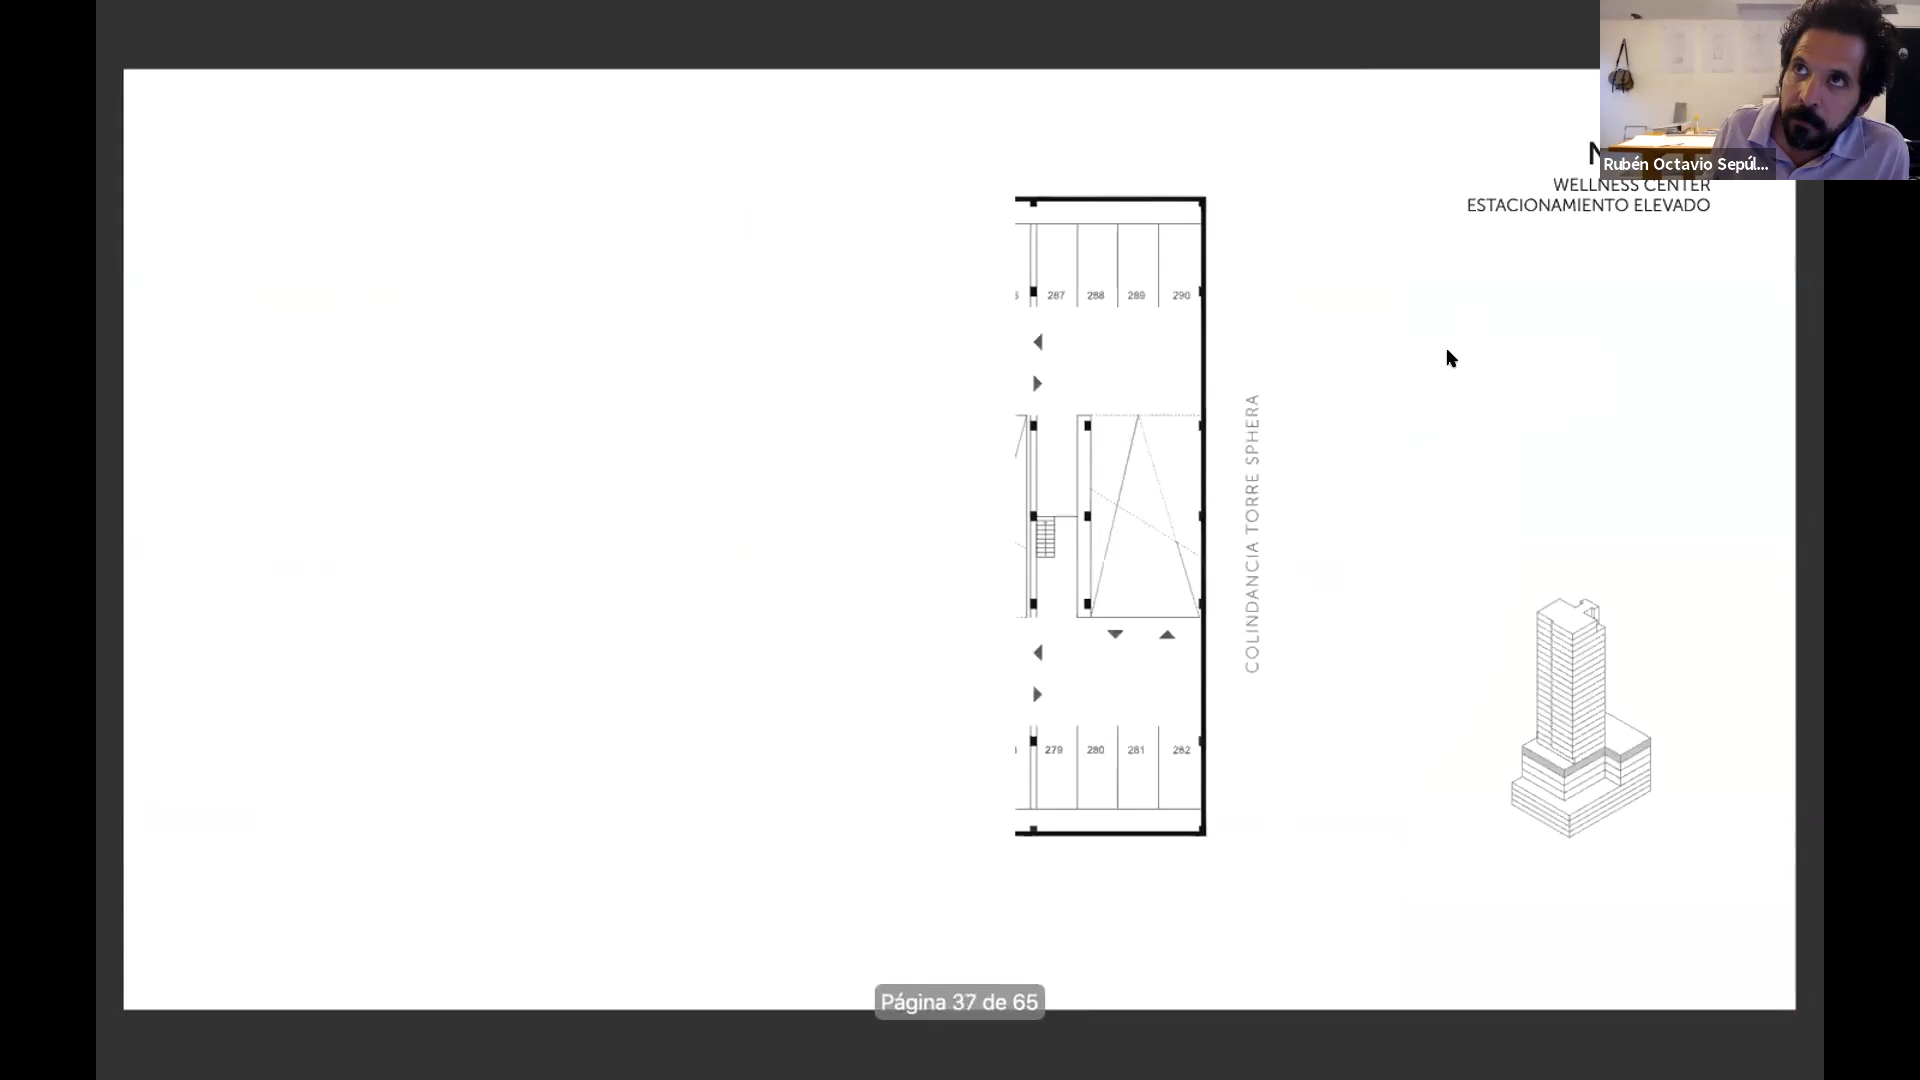 Rubén Octavio Sepúl...
WELLNESS CENTER
ESTACIONAMIENTO ELEVADO
287 288 289 290
COLINDANCIA TORRE SPHERA
279 280 281 282
Página 37 de 65